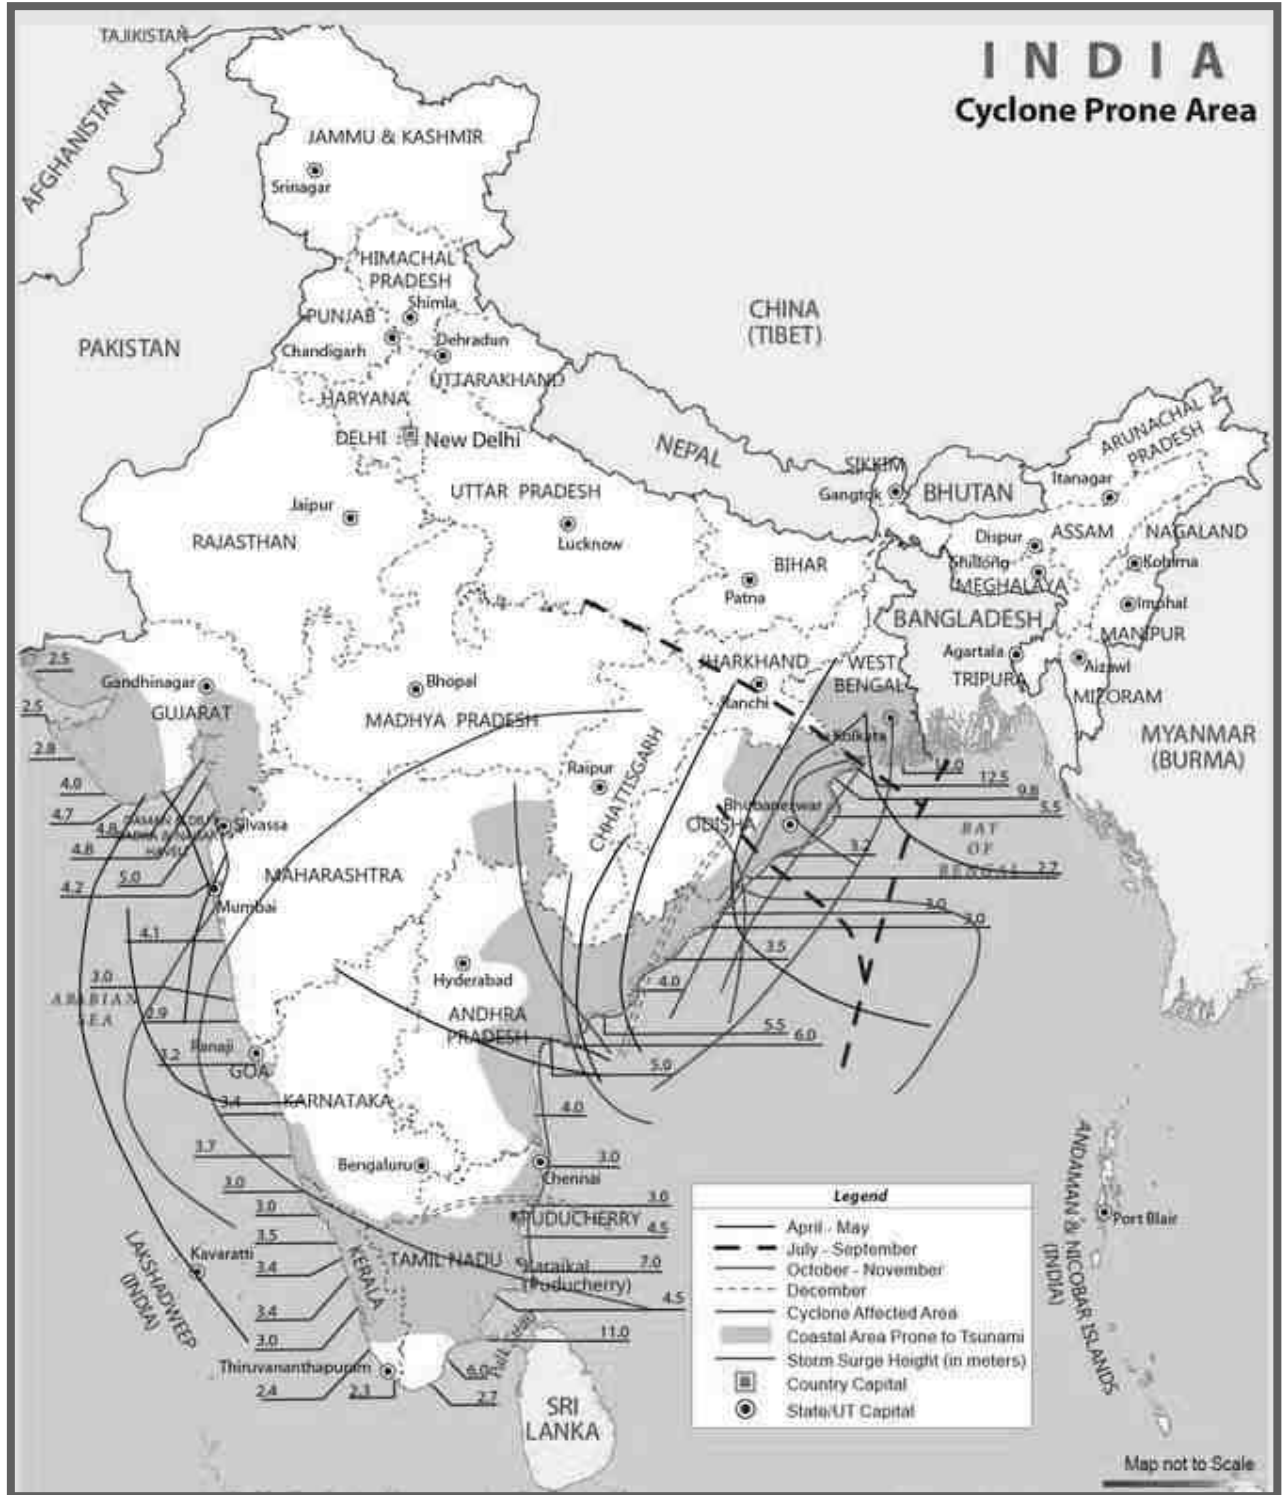 INDIA
Cyclone Prone Area
TAJIKISTAN
AFGHANISTAN
JAMMU & KASHMIR
Srinagar
HIMACHAL
PRADESH
Shimla
PUNJAB
Chandigarh
Dehradun
UTTARAKHAND
CHINA
(TIBET)
PAKISTAN
HARYANA
DELHI
New Delhi
NEPAL
SIKKIM
Gangtok
BHUTAN
ARUNACHAL
PRADESH
Itanagar
UTTAR PRADESH
Lucknow
Jaipur
RAJASTHAN
Dispur
ASSAM
NAGALAND
Shillong
MEGHALAYA
Kohima
BIHAR
Patna
BANGLADESH
Imphal
MANIPUR
Agartala
TRIPURA
Aizawl
MIZORAM
MYANMAR
(BURMA)
JHARKHAND
Ranchi
WEST
BENGAL
Kolkata
2.5
Gandhinagar
GUJARAT
2.5
Bhopal
MADHYA PRADESH
2.8
4.0
4.7
4.8
4.8
5.0
4.2
Silvassa
Mumbai
MAHARASHTRA
Raipur
CHHATTISGARH
Bhubaneswar
ODISHA
12.5
9.8
5.5
BAY
OF
BENGAL
3.2
2.7
3.0
3.0
3.5
4.0
4.1
3.0
ARABIAN
SEA
2.9
Panaji
3.2
GOA
Hyderabad
ANDHRA
PRADESH
5.5
6.0
5.0
4.0
3.0
3.4
KARNATAKA
Bengaluru
Chennai
3.7
3.0
3.0
3.5
3.4
3.4
3.0
2.4
2.3
3.0
PUDUCHERRY
4.5
TAMIL NADU
Karaikal
(Puducherry)
7.0
4.5
11.0
6.0
2.7
KERALA
Kavaratti
LAKSHADWEEP
(INDIA)
Thiruvananthapuram
SRI
LANKA
ANDAMAN & NICOBAR ISLANDS
(INDIA)
Port Blair
Legend
April - May
July - September
October - November
December
Cyclone Affected Area
Coastal Area Prone to Tsunami
Storm Surge Height (in meters)
Country Capital
State/UT Capital
Map not to Scale